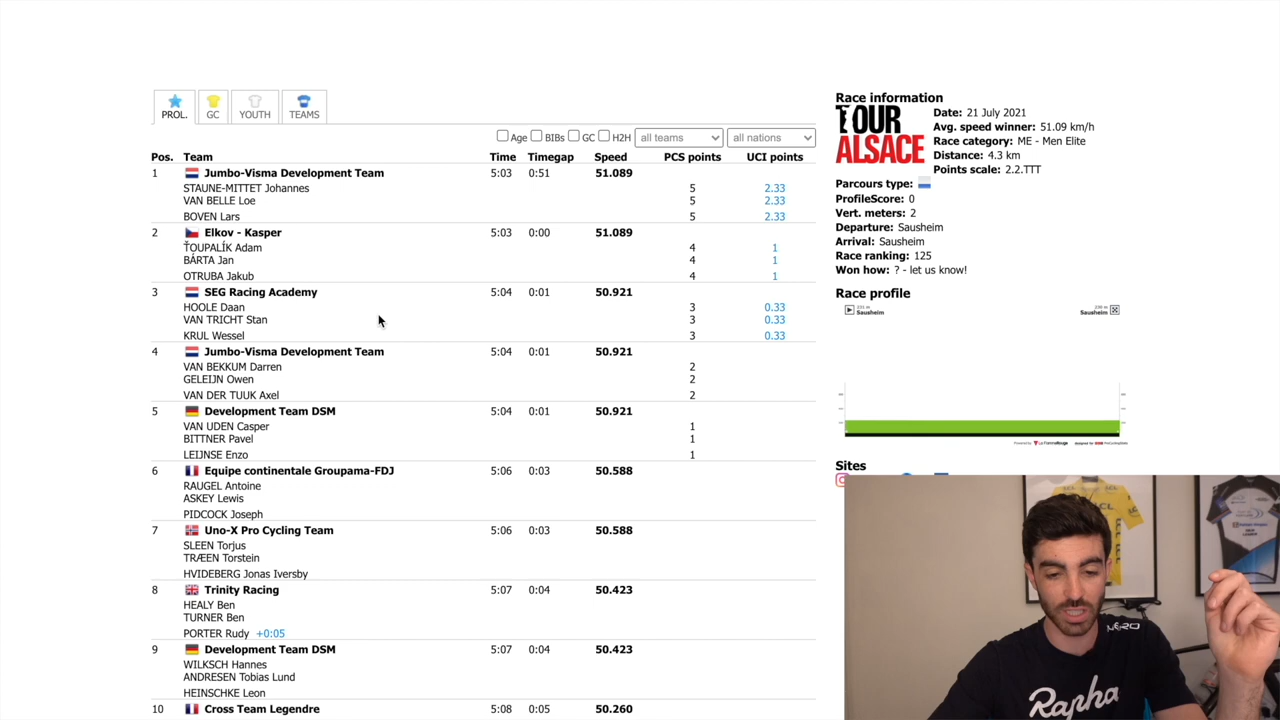 PROL.
GC
YOUTH
TEAMS
Age BIBs GC H2H all teams all nations
Pos. Team Time Timegap Speed PCS points UCI points
1 Jumbo-Visma Development Team 5:03 0:51 51.089
STAUNE-MITTET Johannes 5 2.33
VAN BELLE Loe 5 2.33
BOVEN Lars 5 2.33
2 Elkov - Kasper 5:03 0:00 51.089
ŤOUPALÍK Adam 4 1
BÁRTA Jan 4 1
OTRUBA Jakub 4 1
3 SEG Racing Academy 5:04 0:01 50.921
HOOLE Daan 3 0.33
VAN TRICHT Stan 3 0.33
KRUL Wessel 3 0.33
4 Jumbo-Visma Development Team 5:04 0:01 50.921
VAN BEKKUM Darren 2
GELEIJN Owen 2
VAN DER TUUK Axel 2
5 Development Team DSM 5:04 0:01 50.921
VAN UDEN Casper 1
BITTNER Pavel 1
LEIJNSE Enzo 1
6 Equipe continentale Groupama-FDJ 5:06 0:03 50.588
RAUGEL Antoine
ASKEY Lewis
PIDCOCK Joseph
7 Uno-X Pro Cycling Team 5:06 0:03 50.588
SLEEN Torjus
TRÆEN Torstein
HVIDEBERG Jonas Iversby
8 Trinity Racing 5:07 0:04 50.423
HEALY Ben
TURNER Ben
PORTER Rudy +0:05
9 Development Team DSM 5:07 0:04 50.423
WILKSCH Hannes
ANDRESEN Tobias Lund
HEINSCHKE Leon
10 Cross Team Legendre 5:08 0:05 50.260
Race information
TOUR
ALSACE
Date: 21 July 2021
Avg. speed winner: 51.09 km/h
Race category: ME - Men Elite
Distance: 4.3 km
Points scale: 2.2.TTT
Parcours type:
ProfileScore: 0
Vert. meters: 2
Departure: Sausheim
Arrival: Sausheim
Race ranking: 125
Won how: ? - let us know!
Race profile
Sausheim
Sausheim
Sites
LCL
LCL
NERO
Rapha